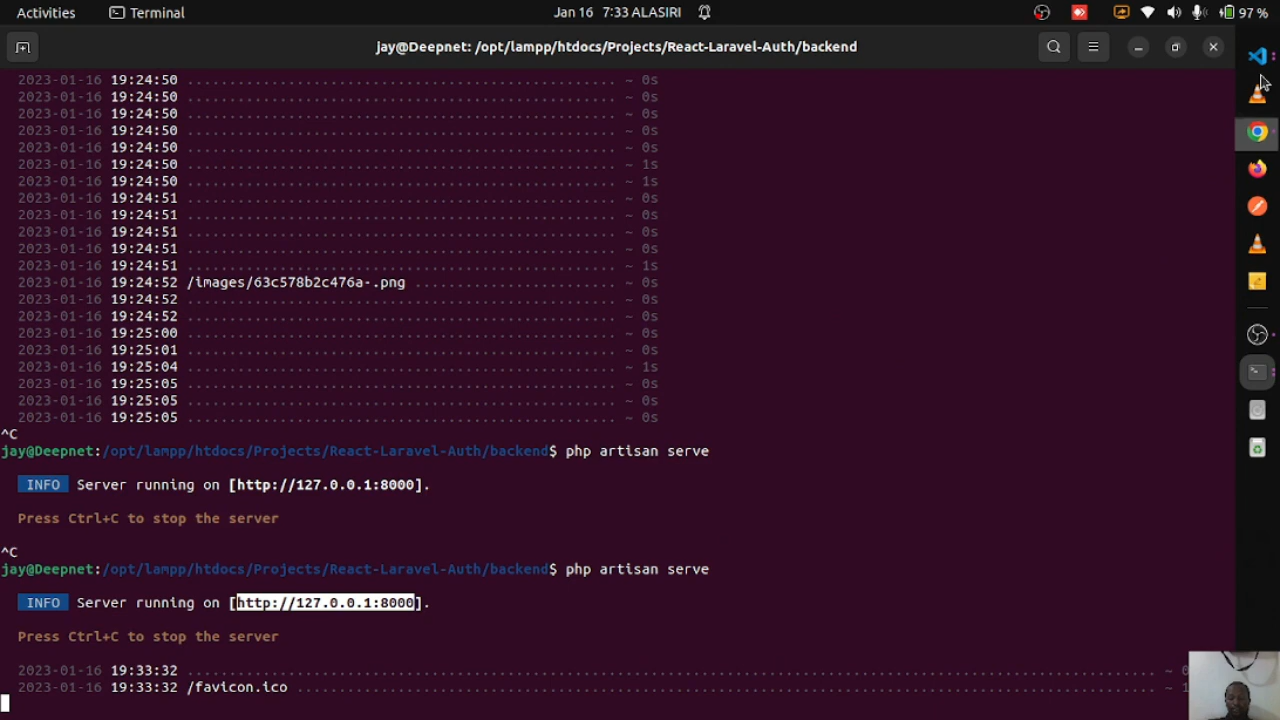 Activities Terminal Jan 16 7:33 ALASIRI 97 %
jay@Deepnet: /opt/lampp/htdocs/Projects/React-Laravel-Auth/backend
2023-01-16 19:24:50 ................................................... ~ 0s
2023-01-16 19:24:50 ................................................... ~ 0s
2023-01-16 19:24:50 ................................................... ~ 0s
2023-01-16 19:24:50 ................................................... ~ 0s
2023-01-16 19:24:50 ................................................... ~ 0s
2023-01-16 19:24:50 ................................................... ~ 1s
2023-01-16 19:24:50 ................................................... ~ 1s
2023-01-16 19:24:51 ................................................... ~ 0s
2023-01-16 19:24:51 ................................................... ~ 0s
2023-01-16 19:24:51 ................................................... ~ 0s
2023-01-16 19:24:51 ................................................... ~ 0s
2023-01-16 19:24:51 ................................................... ~ 1s
2023-01-16 19:24:52 /images/63c578b2c476a-.png ........................ ~ 0s
2023-01-16 19:24:52 ................................................... ~ 0s
2023-01-16 19:24:52 ................................................... ~ 0s
2023-01-16 19:25:00 ................................................... ~ 0s
2023-01-16 19:25:01 ................................................... ~ 0s
2023-01-16 19:25:04 ................................................... ~ 1s
2023-01-16 19:25:05 ................................................... ~ 0s
2023-01-16 19:25:05 ................................................... ~ 0s
2023-01-16 19:25:05 ................................................... ~ 0s
^C
jay@Deepnet:/opt/lampp/htdocs/Projects/React-Laravel-Auth/backend$ php artisan serve
INFO Server running on [http://127.0.0.1:8000].
Press Ctrl+C to stop the server
^C
jay@Deepnet:/opt/lampp/htdocs/Projects/React-Laravel-Auth/backend$ php artisan serve
INFO Server running on [http://127.0.0.1:8000].
Press Ctrl+C to stop the server
2023-01-16 19:33:32 ........................................................................................................ ~
2023-01-16 19:33:32 /favicon.ico ........................................................................................... ~